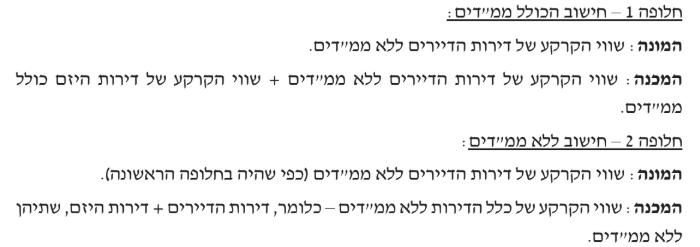 חלופה 1 – חישוב הכולל ממ״דים:
המונה: שווי הקרקע של דירות הדיירים ללא ממ״דים.
המכנה: שווי הקרקע של דירות הדיירים ללא ממ״דים + שווי הקרקע של דירות היזם כולל
ממ״דים.
חלופה 2 – חישוב ללא ממ״דים:
המונה: שווי הקרקע של דירות הדיירים ללא ממ״דים (כפי שהיה בחלופה הראשונה).
המכנה: שווי הקרקע של כלל הדירות ללא ממ״דים – כלומר, דירות הדיירים + דירות היזם, שתיהן
ללא ממ״דים.